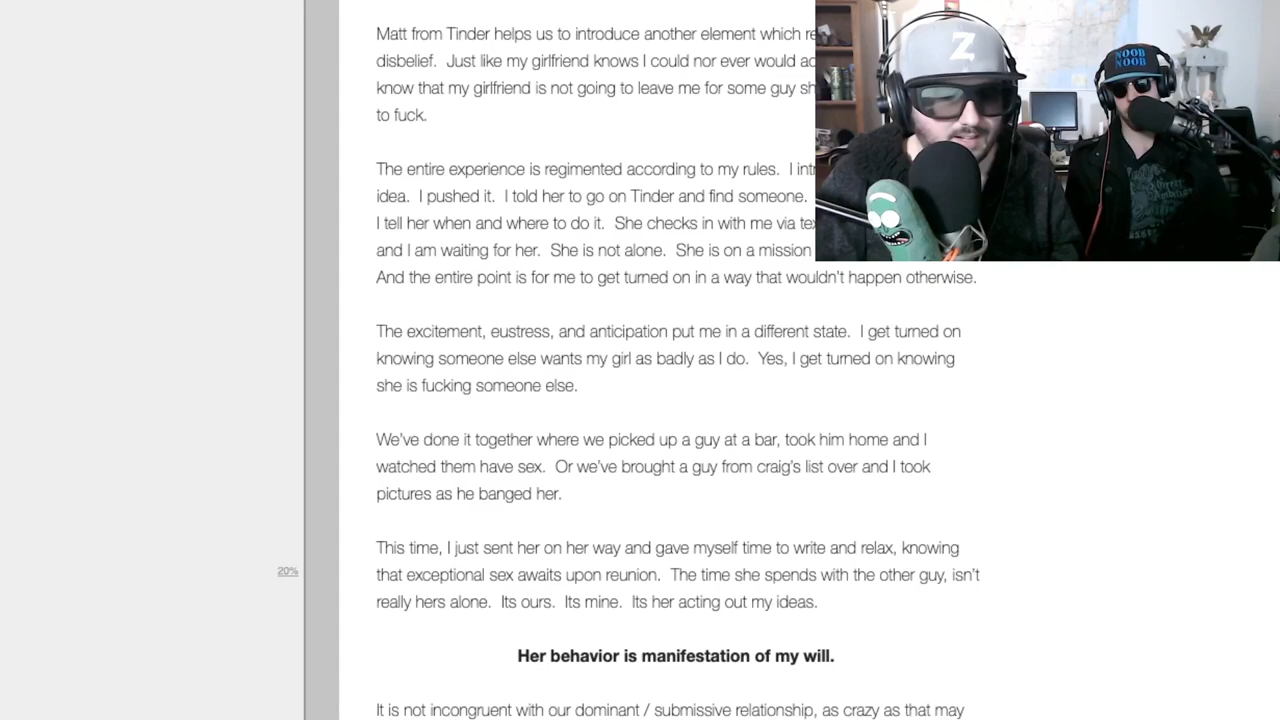 Matt from Tinder helps us to introduce another element which re
disbelief. Just like my girlfriend knows I could nor ever would ac
know that my girlfriend is not going to leave me for some guy sh
to fuck.
The entire experience is regimented according to my rules. I intr
idea. I pushed it. I told her to go on Tinder and find someone.
I tell her when and where to do it. She checks in with me via te
and I am waiting for her. She is not alone. She is on a mission
And the entire point is for me to get turned on in a way that wouldn't happen otherwise.
The excitement, eustress, and anticipation put me in a different state. I get turned on
knowing someone else wants my girl as badly as I do. Yes, I get turned on knowing
she is fucking someone else.
We've done it together where we picked up a guy at a bar, took him home and I
watched them have sex. Or we've brought a guy from craig's list over and I took
pictures as he banged her.
This time, I just sent her on her way and gave myself time to write and relax, knowing
that exceptional sex awaits upon reunion. The time she spends with the other guy, isn't
really hers alone. Its ours. Its mine. Its her acting out my ideas.
Her behavior is manifestation of my will.
It is not incongruent with our dominant / submissive relationship, as crazy as that may
20%
Z
NOOB
NOOB